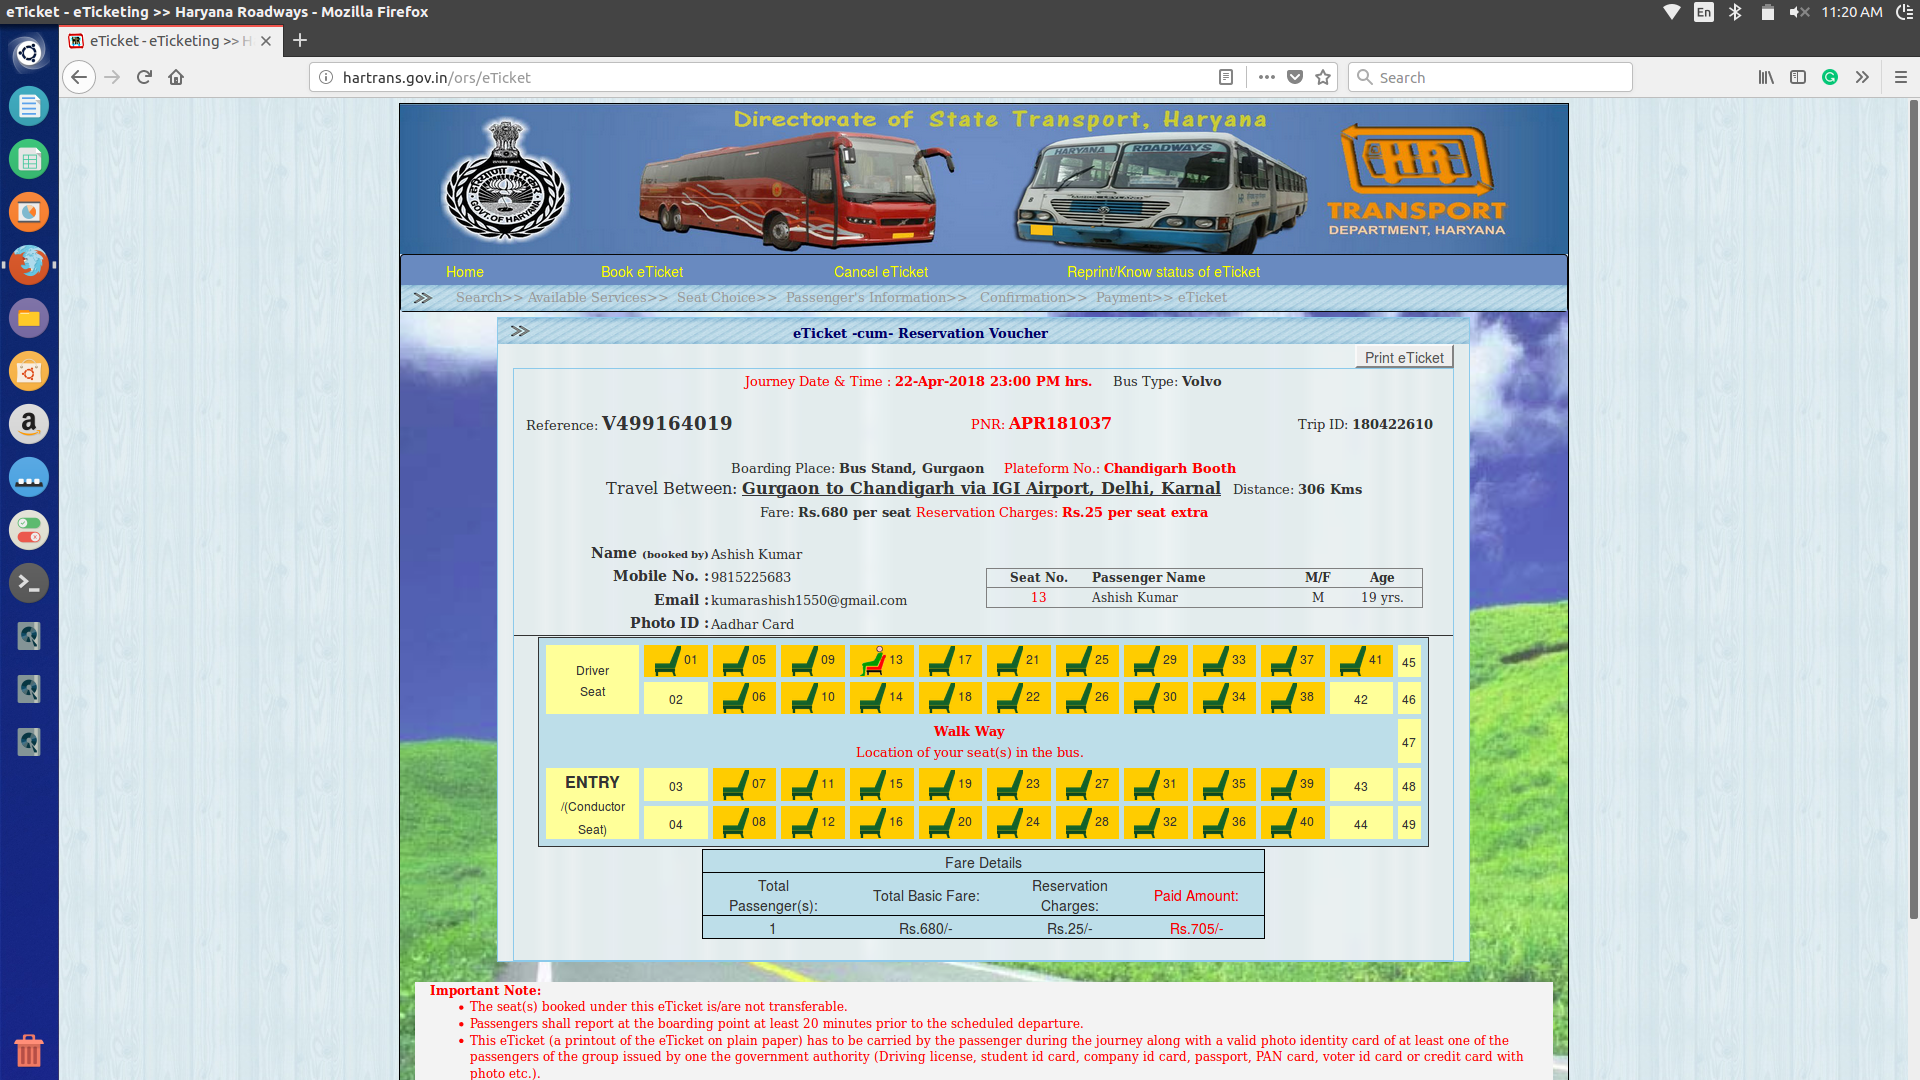 eTicket - eTicketing >> Haryana Roadways - Mozilla Firefox
En
11:20 AM
eTicket - eTicketing >> H
hartrans.gov.in/ors/eTicket
Search
Directorate of State Transport, Haryana
GOVT. OF HARYANA
HARYANA ROADWAYS
HR
TRANSPORT
DEPARTMENT, HARYANA
Home Book eTicket Cancel eTicket Reprint/Know status of eTicket
Search>> Available Services>> Seat Choice>> Passenger's Information>> Confirmation>> Payment>> eTicket
eTicket -cum- Reservation Voucher
Print eTicket
Journey Date & Time : 22-Apr-2018 23:00 PM hrs. Bus Type: Volvo
Reference: V499164019 PNR: APR181037 Trip ID: 180422610
Boarding Place: Bus Stand, Gurgaon Plateform No.: Chandigarh Booth
Travel Between: Gurgaon to Chandigarh via IGI Airport, Delhi, Karnal Distance: 306 Kms
Fare: Rs.680 per seat Reservation Charges: Rs.25 per seat extra
Name (booked by) Ashish Kumar
Mobile No. : 9815225683
Email : kumarashish1550@gmail.com
Photo ID : Aadhar Card
Seat No. Passenger Name M/F Age
13 Ashish Kumar M 19 yrs.
Driver
Seat
01 05 09 13 17 21 25 29 33 37 41 45
02 06 10 14 18 22 26 30 34 38 42 46
Walk Way
Location of your seat(s) in the bus.
47
ENTRY
/(Conductor
Seat)
03 07 11 15 19 23 27 31 35 39 43 48
04 08 12 16 20 24 28 32 36 40 44 49
Fare Details
Total
Passenger(s): Total Basic Fare: Reservation
Charges: Paid Amount:
1 Rs.680/- Rs.25/- Rs.705/-
Important Note:
• The seat(s) booked under this eTicket is/are not transferable.
• Passengers shall report at the boarding point at least 20 minutes prior to the scheduled departure.
• This eTicket (a printout of the eTicket on plain paper) has to be carried by the passenger during the journey along with a valid photo identity card of at least one of the
passengers of the group issued by one the government authority (Driving license, student id card, company id card, passport, PAN card, voter id card or credit card with
photo etc.).